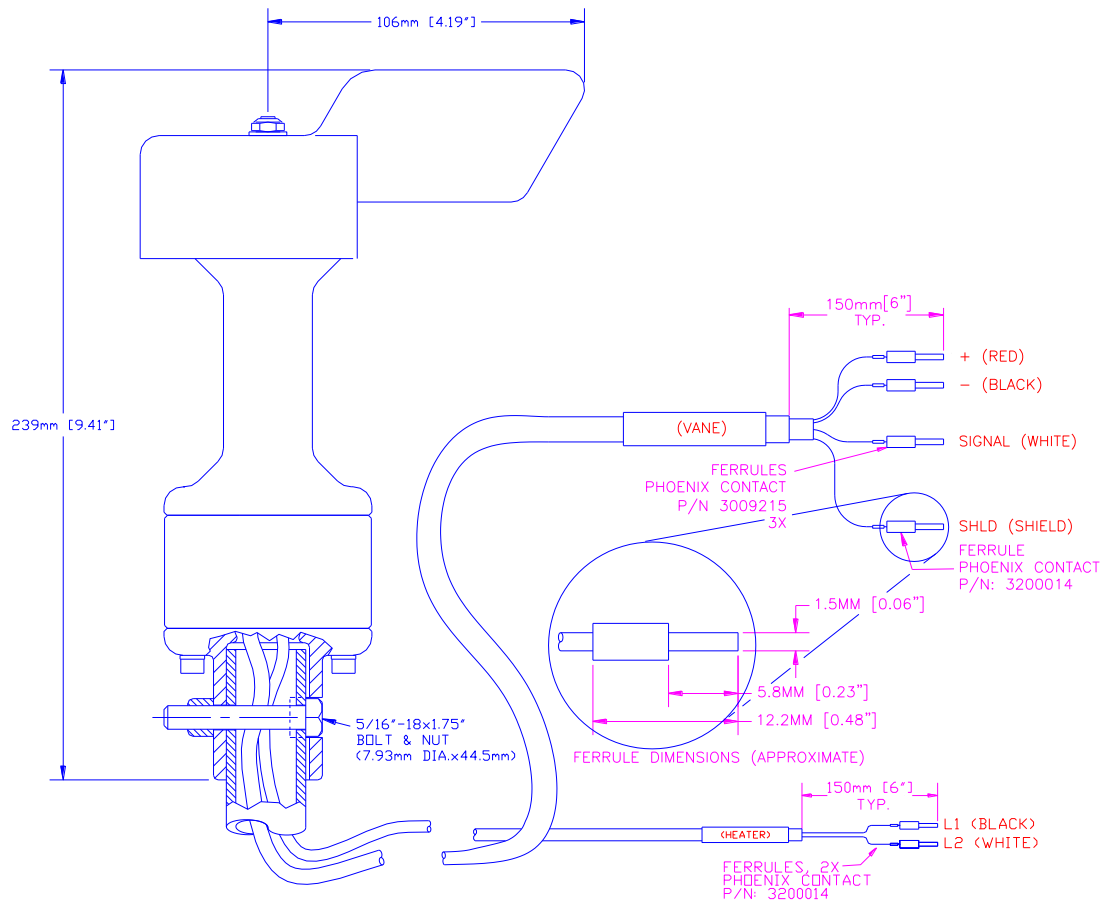 106mm [4.19"]
239mm [9.41"]
150mm[6"]
TYP.
+ (RED)
- (BLACK)
(VANE)
SIGNAL (WHITE)
FERRULES
PHOENIX CONTACT
P/N 3009215
3X
SHLD (SHIELD)
FERRULE
PHOENIX CONTACT
P/N: 3200014
1.5MM [0.06"]
5.8MM [0.23"]
12.2MM [0.48"]
FERRULE DIMENSIONS (APPROXIMATE)
5/16"-18x1.75"
BOLT & NUT
(7.93mm DIA.x44.5mm)
150mm [6"]
TYP.
(HEATER)
L1 (BLACK)
L2 (WHITE)
FERRULES, 2X
PHOENIX CONTACT
P/N: 3200014